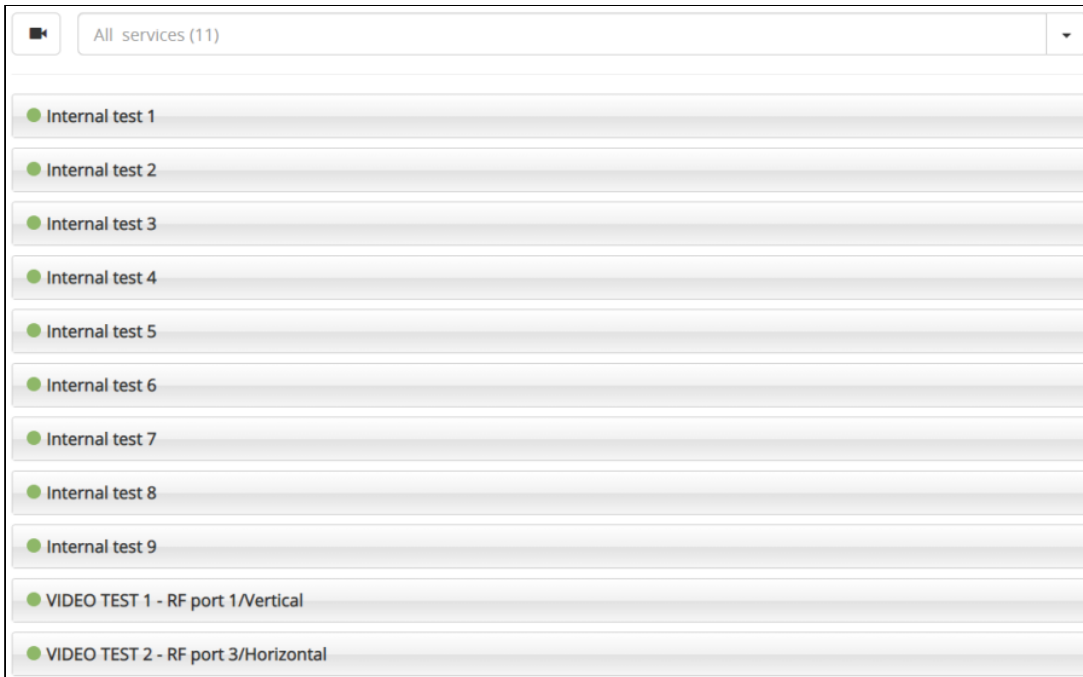 All services (11)
Internal test 1
Internal test 2
Internal test 3
Internal test 4
Internal test 5
Internal test 6
Internal test 7
Internal test 8
Internal test 9
VIDEO TEST 1 - RF port 1/Vertical
VIDEO TEST 2 - RF port 3/Horizontal